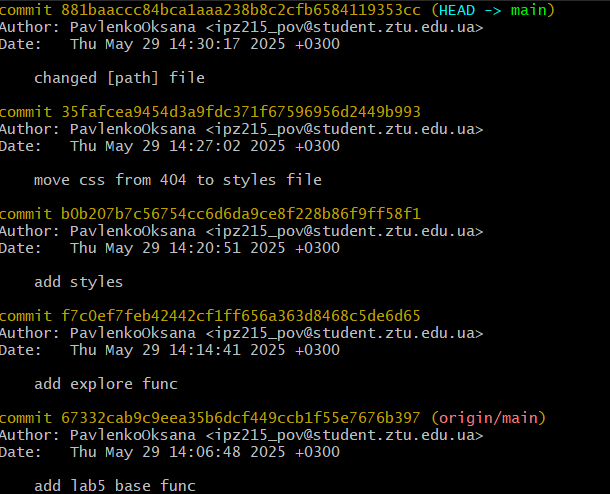 commit 881baaccc84bca1aaa238b8c2cfb6584119353cc (HEAD -> main)
Author: PavlenkoOksana <ipz215_pov@student.ztu.edu.ua>
Date:   Thu May 29 14:30:17 2025 +0300
changed [path] file
commit 35fafcea9454d3a9fdc371f67596956d2449b993
Author: PavlenkoOksana <ipz215_pov@student.ztu.edu.ua>
Date:   Thu May 29 14:27:02 2025 +0300
move css from 404 to styles file
commit b0b207b7c56754cc6d6da9ce8f228b86f9ff58f1
Author: PavlenkoOksana <ipz215_pov@student.ztu.edu.ua>
Date:   Thu May 29 14:20:51 2025 +0300
add styles
commit f7c0ef7feb42442cf1ff656a363d8468c5de6d65
Author: PavlenkoOksana <ipz215_pov@student.ztu.edu.ua>
Date:   Thu May 29 14:14:41 2025 +0300
add explore func
commit 67332cab9c9eea35b6dcf449ccb1f55e7676b397 (origin/main)
Author: PavlenkoOksana <ipz215_pov@student.ztu.edu.ua>
Date:   Thu May 29 14:06:48 2025 +0300
add lab5 base func